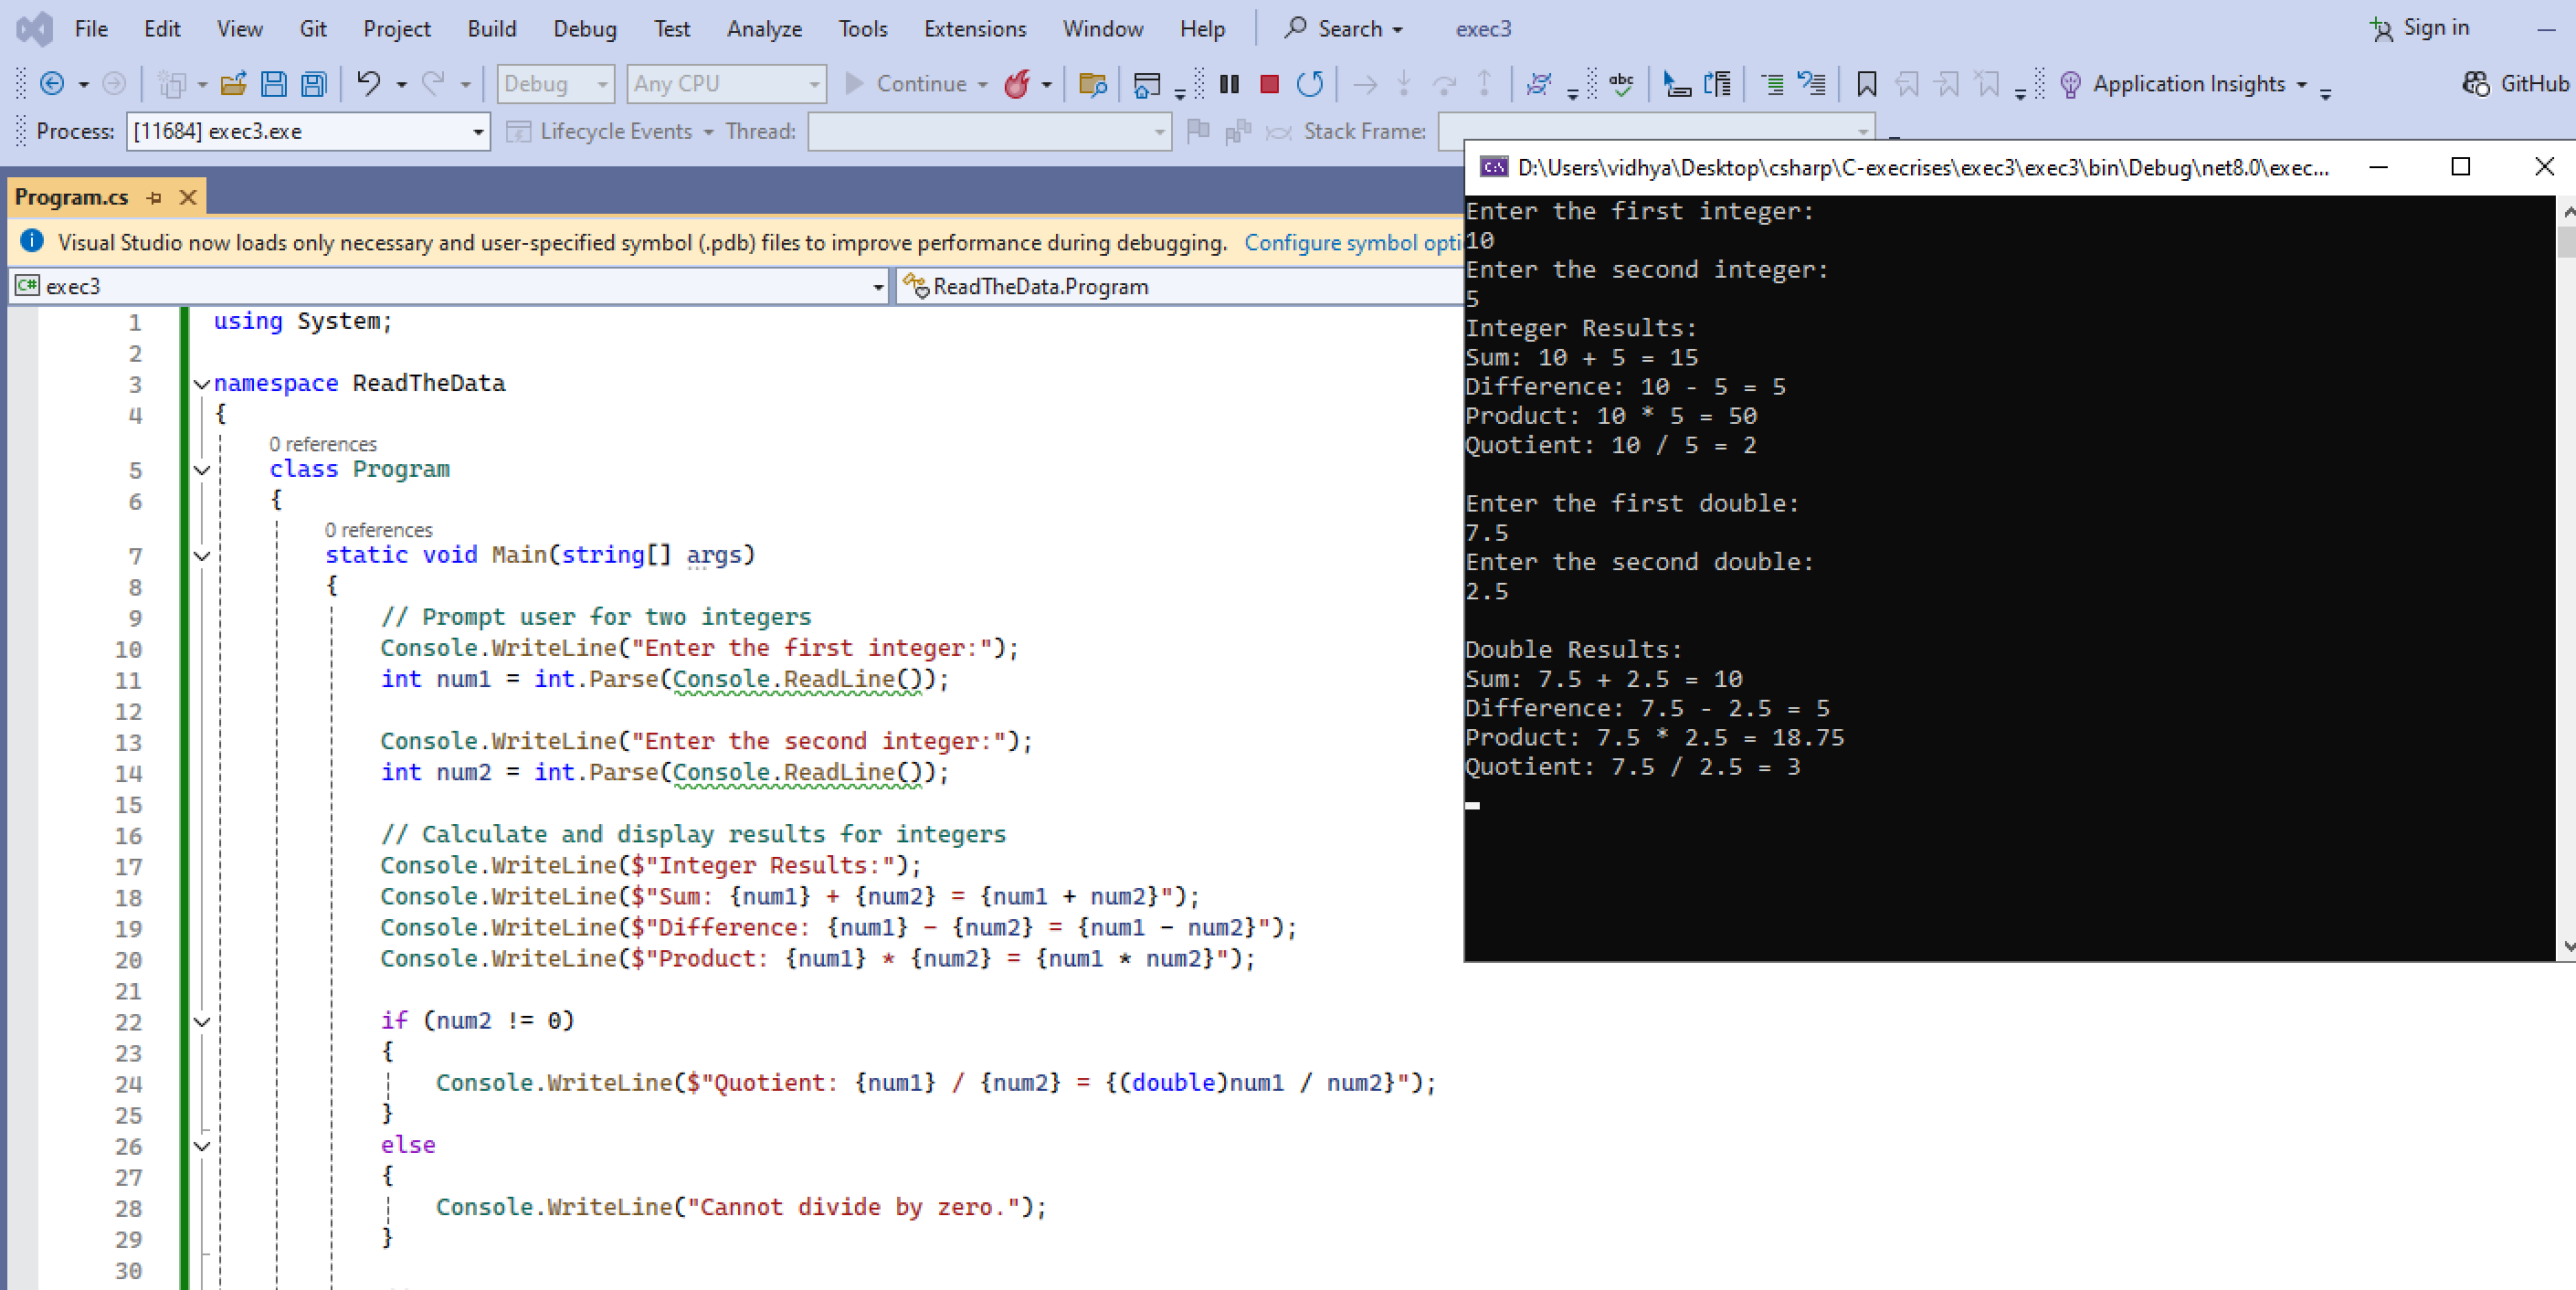 File Edit View Git Project Build Debug Test Analyze Tools Extensions Window Help Search exec3 Sign in
Debug Any CPU Continue abc Application Insights GitHub
Process: [11684] exec3.exe Lifecycle Events Thread: Stack Frame:
Program.cs
Visual Studio now loads only necessary and user-specified symbol (.pdb) files to improve performance during debugging. Configure symbol opti
C# exec3 ReadTheData.Program
1 using System;
2
3 namespace ReadTheData
4 {
0 references
5 class Program
6 {
0 references
7 static void Main(string[] args)
8 {
9 // Prompt user for two integers
10 Console.WriteLine("Enter the first integer:");
11 int num1 = int.Parse(Console.ReadLine());
12
13 Console.WriteLine("Enter the second integer:");
14 int num2 = int.Parse(Console.ReadLine());
15
16 // Calculate and display results for integers
17 Console.WriteLine($"Integer Results:");
18 Console.WriteLine($"Sum: {num1} + {num2} = {num1 + num2}");
19 Console.WriteLine($"Difference: {num1} - {num2} = {num1 - num2}");
20 Console.WriteLine($"Product: {num1} * {num2} = {num1 * num2}");
21
22 if (num2 != 0)
23 {
24 Console.WriteLine($"Quotient: {num1} / {num2} = {(double)num1 / num2}");
25 }
26 else
27 {
28 Console.WriteLine("Cannot divide by zero.");
29 }
30
D:\Users\vidhya\Desktop\csharp\C-execrises\exec3\exec3\bin\Debug\net8.0\exec...
Enter the first integer:
10
Enter the second integer:
5
Integer Results:
Sum: 10 + 5 = 15
Difference: 10 - 5 = 5
Product: 10 * 5 = 50
Quotient: 10 / 5 = 2
Enter the first double:
7.5
Enter the second double:
2.5
Double Results:
Sum: 7.5 + 2.5 = 10
Difference: 7.5 - 2.5 = 5
Product: 7.5 * 2.5 = 18.75
Quotient: 7.5 / 2.5 = 3